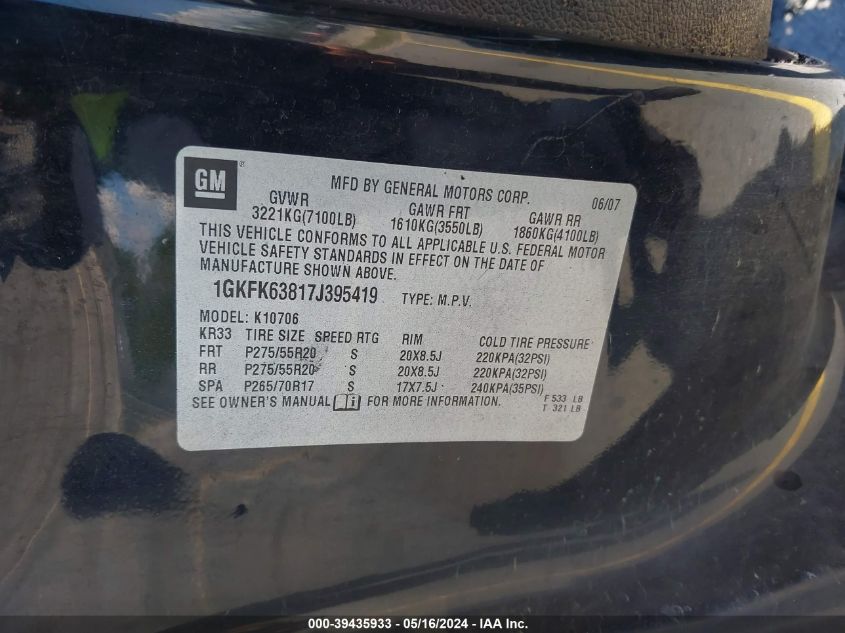 GM
MFD BY GENERAL MOTORS CORP. 06/07
GVWR GAWR FRT GAWR RR
3221KG(7100LB) 1610KG(3550LB) 1860KG(4100LB)
THIS VEHICLE CONFORMS TO ALL APPLICABLE U.S. FEDERAL MOTOR
VEHICLE SAFETY STANDARDS IN EFFECT ON THE DATE OF
MANUFACTURE SHOWN ABOVE.
1GKFK63817J395419 TYPE: M.P.V.
MODEL: K10706
KR33 TIRE SIZE SPEED RTG RIM COLD TIRE PRESSURE
FRT P275/55R20 S 20X8.5J 220KPA(32PSI)
RR P275/55R20 S 20X8.5J 220KPA(32PSI)
SPA P265/70R17 S 17X7.5J 240KPA(35PSI)
SEE OWNER'S MANUAL i FOR MORE INFORMATION. F 533 LB
T 321 LB
000-39435933 - 05/16/2024 - IAA Inc.